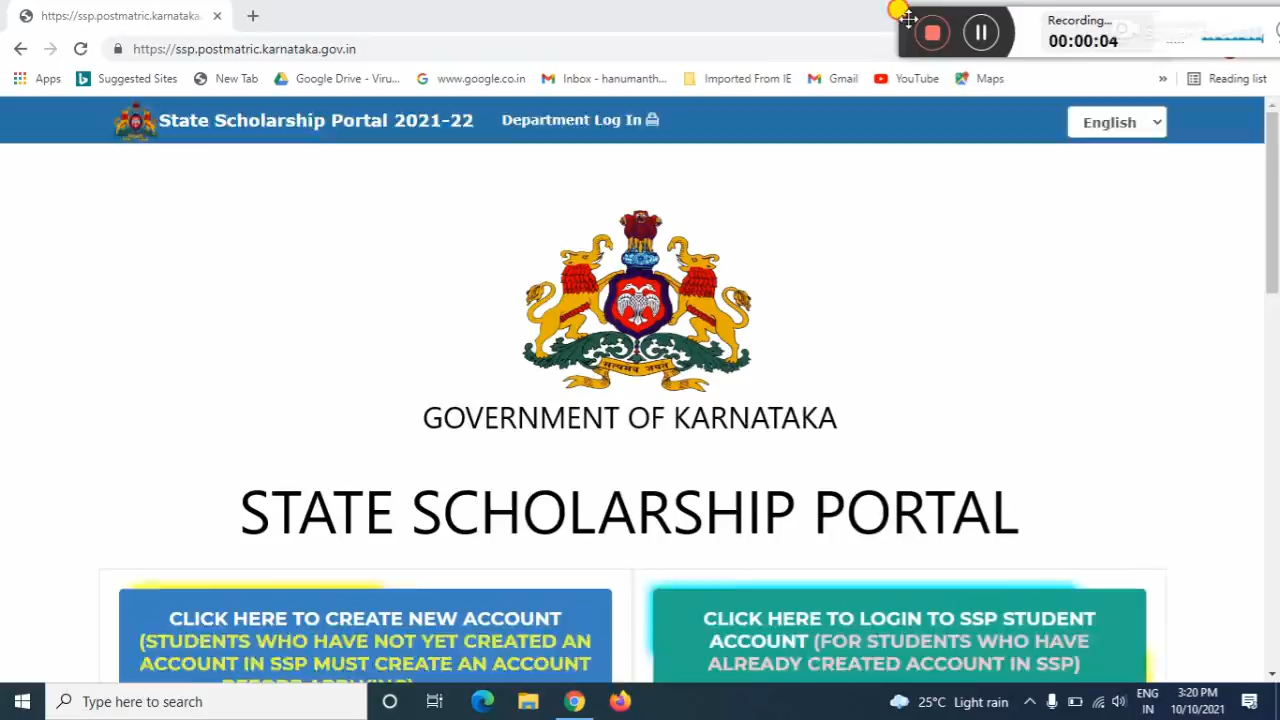 https://ssp.postmatric.karnataka.
Recording...
00:00:04
https://ssp.postmatric.karnataka.gov.in
Apps
Suggested Sites
New Tab
Google Drive - Viru...
www.google.co.in
Inbox - hanumanth...
Imported From IE
Gmail
YouTube
Maps
»
Reading list
State Scholarship Portal 2021-22
Department Log In
English
सत्यमेव जयते
GOVERNMENT OF KARNATAKA
STATE SCHOLARSHIP PORTAL
CLICK HERE TO CREATE NEW ACCOUNT
(STUDENTS WHO HAVE NOT YET CREATED AN
ACCOUNT IN SSP MUST CREATE AN ACCOUNT
CLICK HERE TO LOGIN TO SSP STUDENT
ACCOUNT (FOR STUDENTS WHO HAVE
ALREADY CREATED ACCOUNT IN SSP)
Type here to search
25°C Light rain
ENG
IN
3:20 PM
10/10/2021